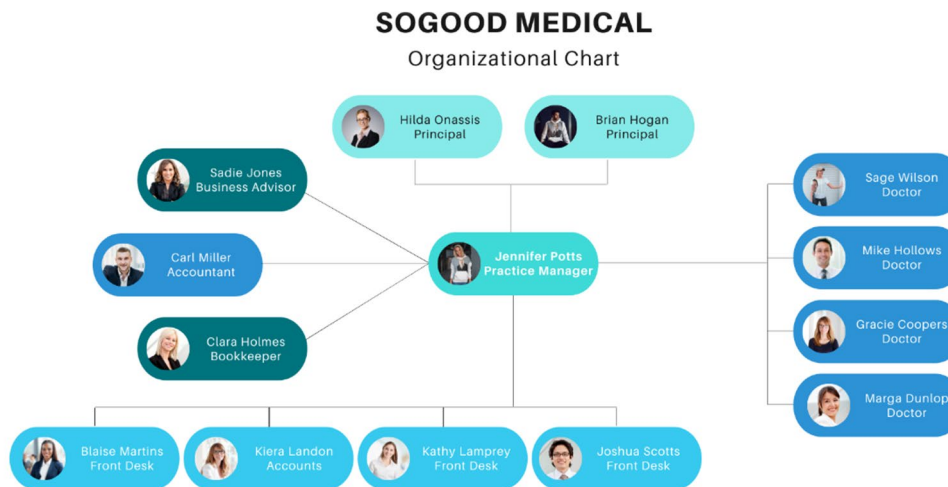 SOGOOD MEDICAL
Organizational Chart
Hilda Onassis
Principal
Brian Hogan
Principal
Sadie Jones
Business Advisor
Carl Miller
Accountant
Clara Holmes
Bookkeeper
Jennifer Potts
Practice Manager
Sage Wilson
Doctor
Mike Hollows
Doctor
Gracie Coopers
Doctor
Marga Dunlop
Doctor
Blaise Martins
Front Desk
Kiera Landon
Accounts
Kathy Lamprey
Front Desk
Joshua Scotts
Front Desk